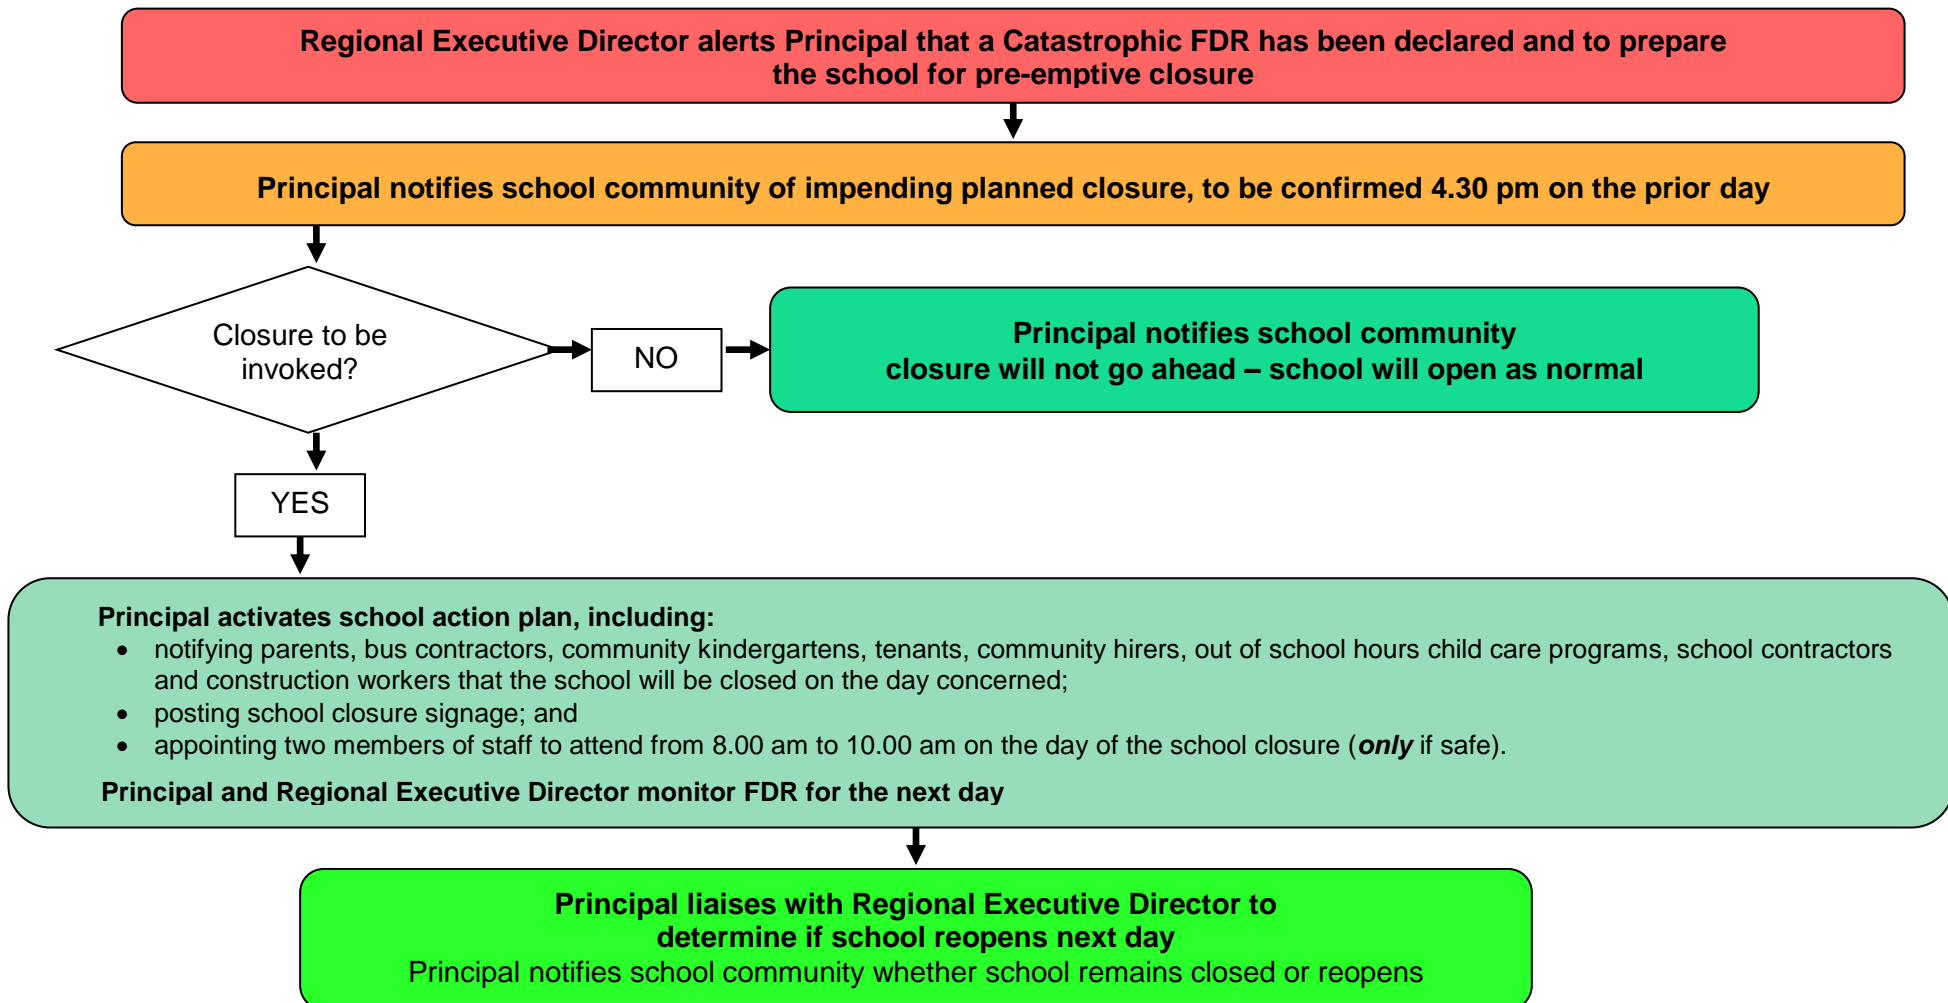 Regional Executive Director alerts Principal that a Catastrophic FDR has been declared and to prepare
the school for pre-emptive closure
Principal notifies school community of impending planned closure, to be confirmed 4.30 pm on the prior day
Closure to be
invoked?
NO
Principal notifies school community
closure will not go ahead – school will open as normal
YES
Principal activates school action plan, including:
• notifying parents, bus contractors, community kindergartens, tenants, community hirers, out of school hours child care programs, school contractors
and construction workers that the school will be closed on the day concerned;
• posting school closure signage; and
• appointing two members of staff to attend from 8.00 am to 10.00 am on the day of the school closure (only if safe).
Principal and Regional Executive Director monitor FDR for the next day
Principal liaises with Regional Executive Director to
determine if school reopens next day
Principal notifies school community whether school remains closed or reopens